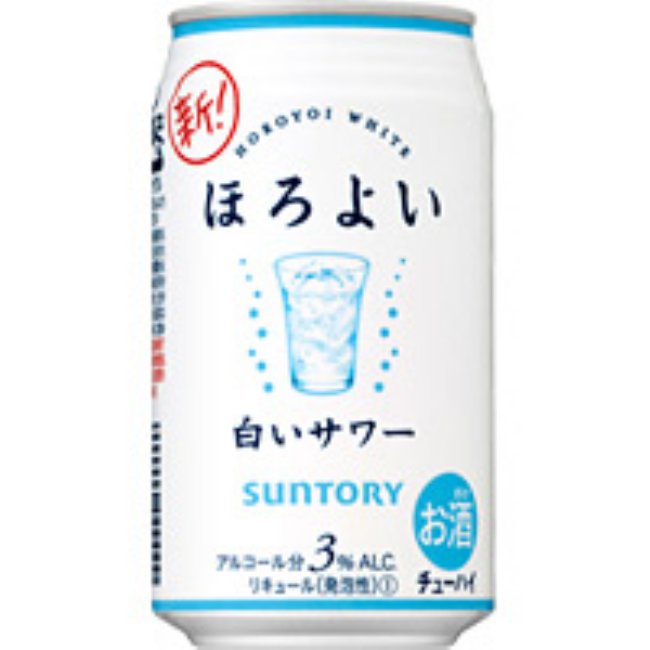 新!
HOROYOI WHITE
ほろよい
白いサワー
SUNTORY
お酒
アルコール分3% ALC.
リキュール(発泡性)①
チューハイ